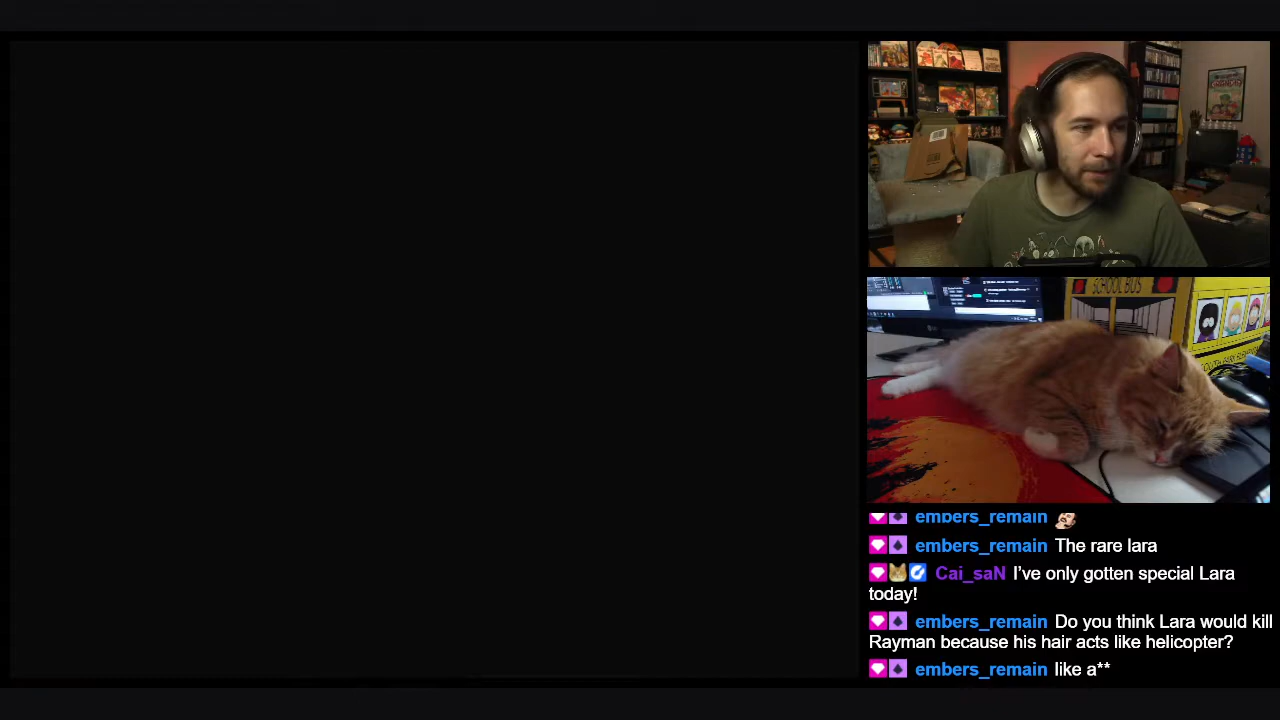 SCHOOL BUS
embers_remain
embers_remain The rare lara
Cai_saN I've only gotten special Lara
today!
embers_remain Do you think Lara would kill
Rayman because his hair acts like helicopter?
embers_remain like a**